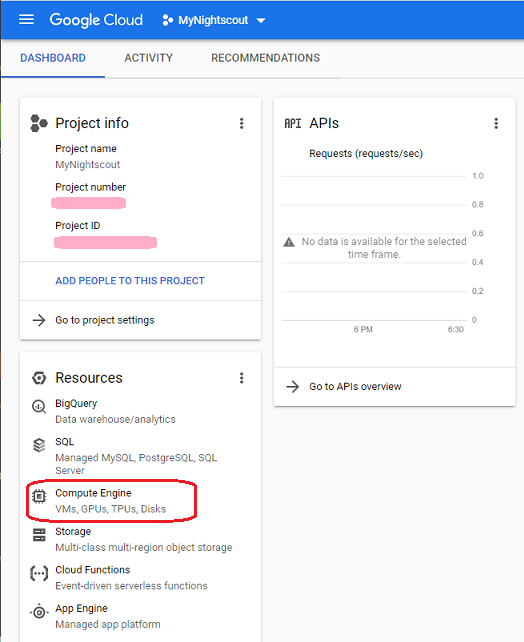 Google Cloud MyNightscout
DASHBOARD ACTIVITY RECOMMENDATIONS
Project info
Project name
MyNightscout
Project number
Project ID
ADD PEOPLE TO THIS PROJECT
Go to project settings
API APIs
Requests (requests/sec)
1.0
0.8
0.6
No data is available for the selected
time frame.
0.4
0.2
0
6 PM 6:30
Go to APIs overview
Resources
BigQuery
Data warehouse/analytics
SQL
Managed MySQL, PostgreSQL, SQL
Server
Compute Engine
VMs, GPUs, TPUs, Disks
Storage
Multi-class multi-region object storage
Cloud Functions
Event-driven serverless functions
App Engine
Managed app platform